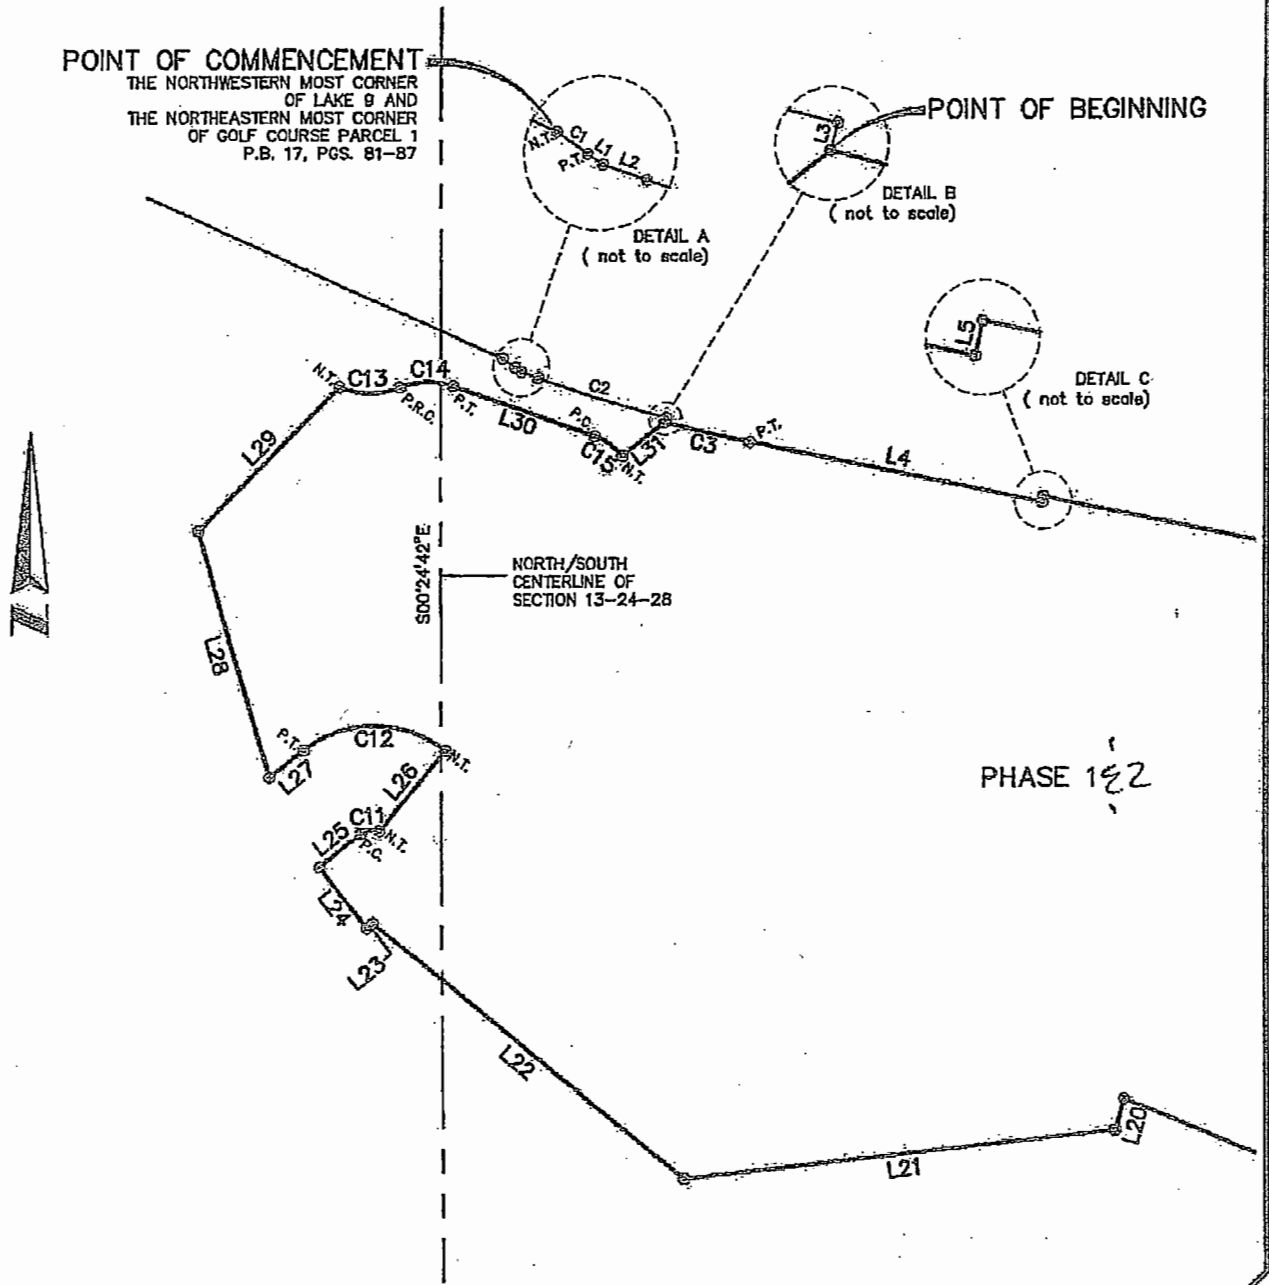 POINT OF COMMENCEMENT
THE NORTHWESTERN MOST CORNER
OF LAKE 9 AND
THE NORTHEASTERN MOST CORNER
OF GOLF COURSE PARCEL 1
P.B. 17, PGS. 81-87
N.T.
C1
L1
P.T.
L2
DETAIL A
( not to scale)
L3
POINT OF BEGINNING
DETAIL B
( not to scale)
L5
DETAIL C
( not to scale)
N.T.
C13
C14
P.R.C.
P.T.
L30
C2
P.C.
C15
N.T.
L31
C3
P.T.
L4
L29
S00°24'42"E
NORTH/SOUTH
CENTERLINE OF
SECTION 13-24-28
L28
P.T.
C12
N.T.
L27
L26
C11
N.T.
P.C.
L25
L24
L23
PHASE 1&2
L22
L21
L20
N